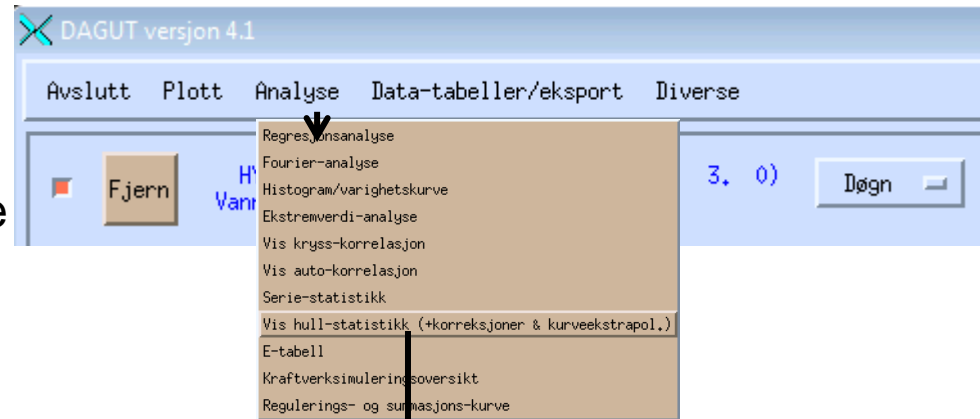 DAGUT versjon 4.1
Avslutt Plott Analyse Data-tabeller/eksport Diverse
Regresjonsanalyse
Fourier-analyse
Histogram/varighetskurve
Ekstremverdi-analyse
Vis kryss-korrelasjon
Vis auto-korrelasjon
Serie-statistikk
Vis hull-statistikk (+korreksjoner & kurveekstrapol.)
E-tabell
Kraftverksimuleringsoversikt
Regulerings- og summasjons-kurve
Fjern
3. 0)
Døgn
e